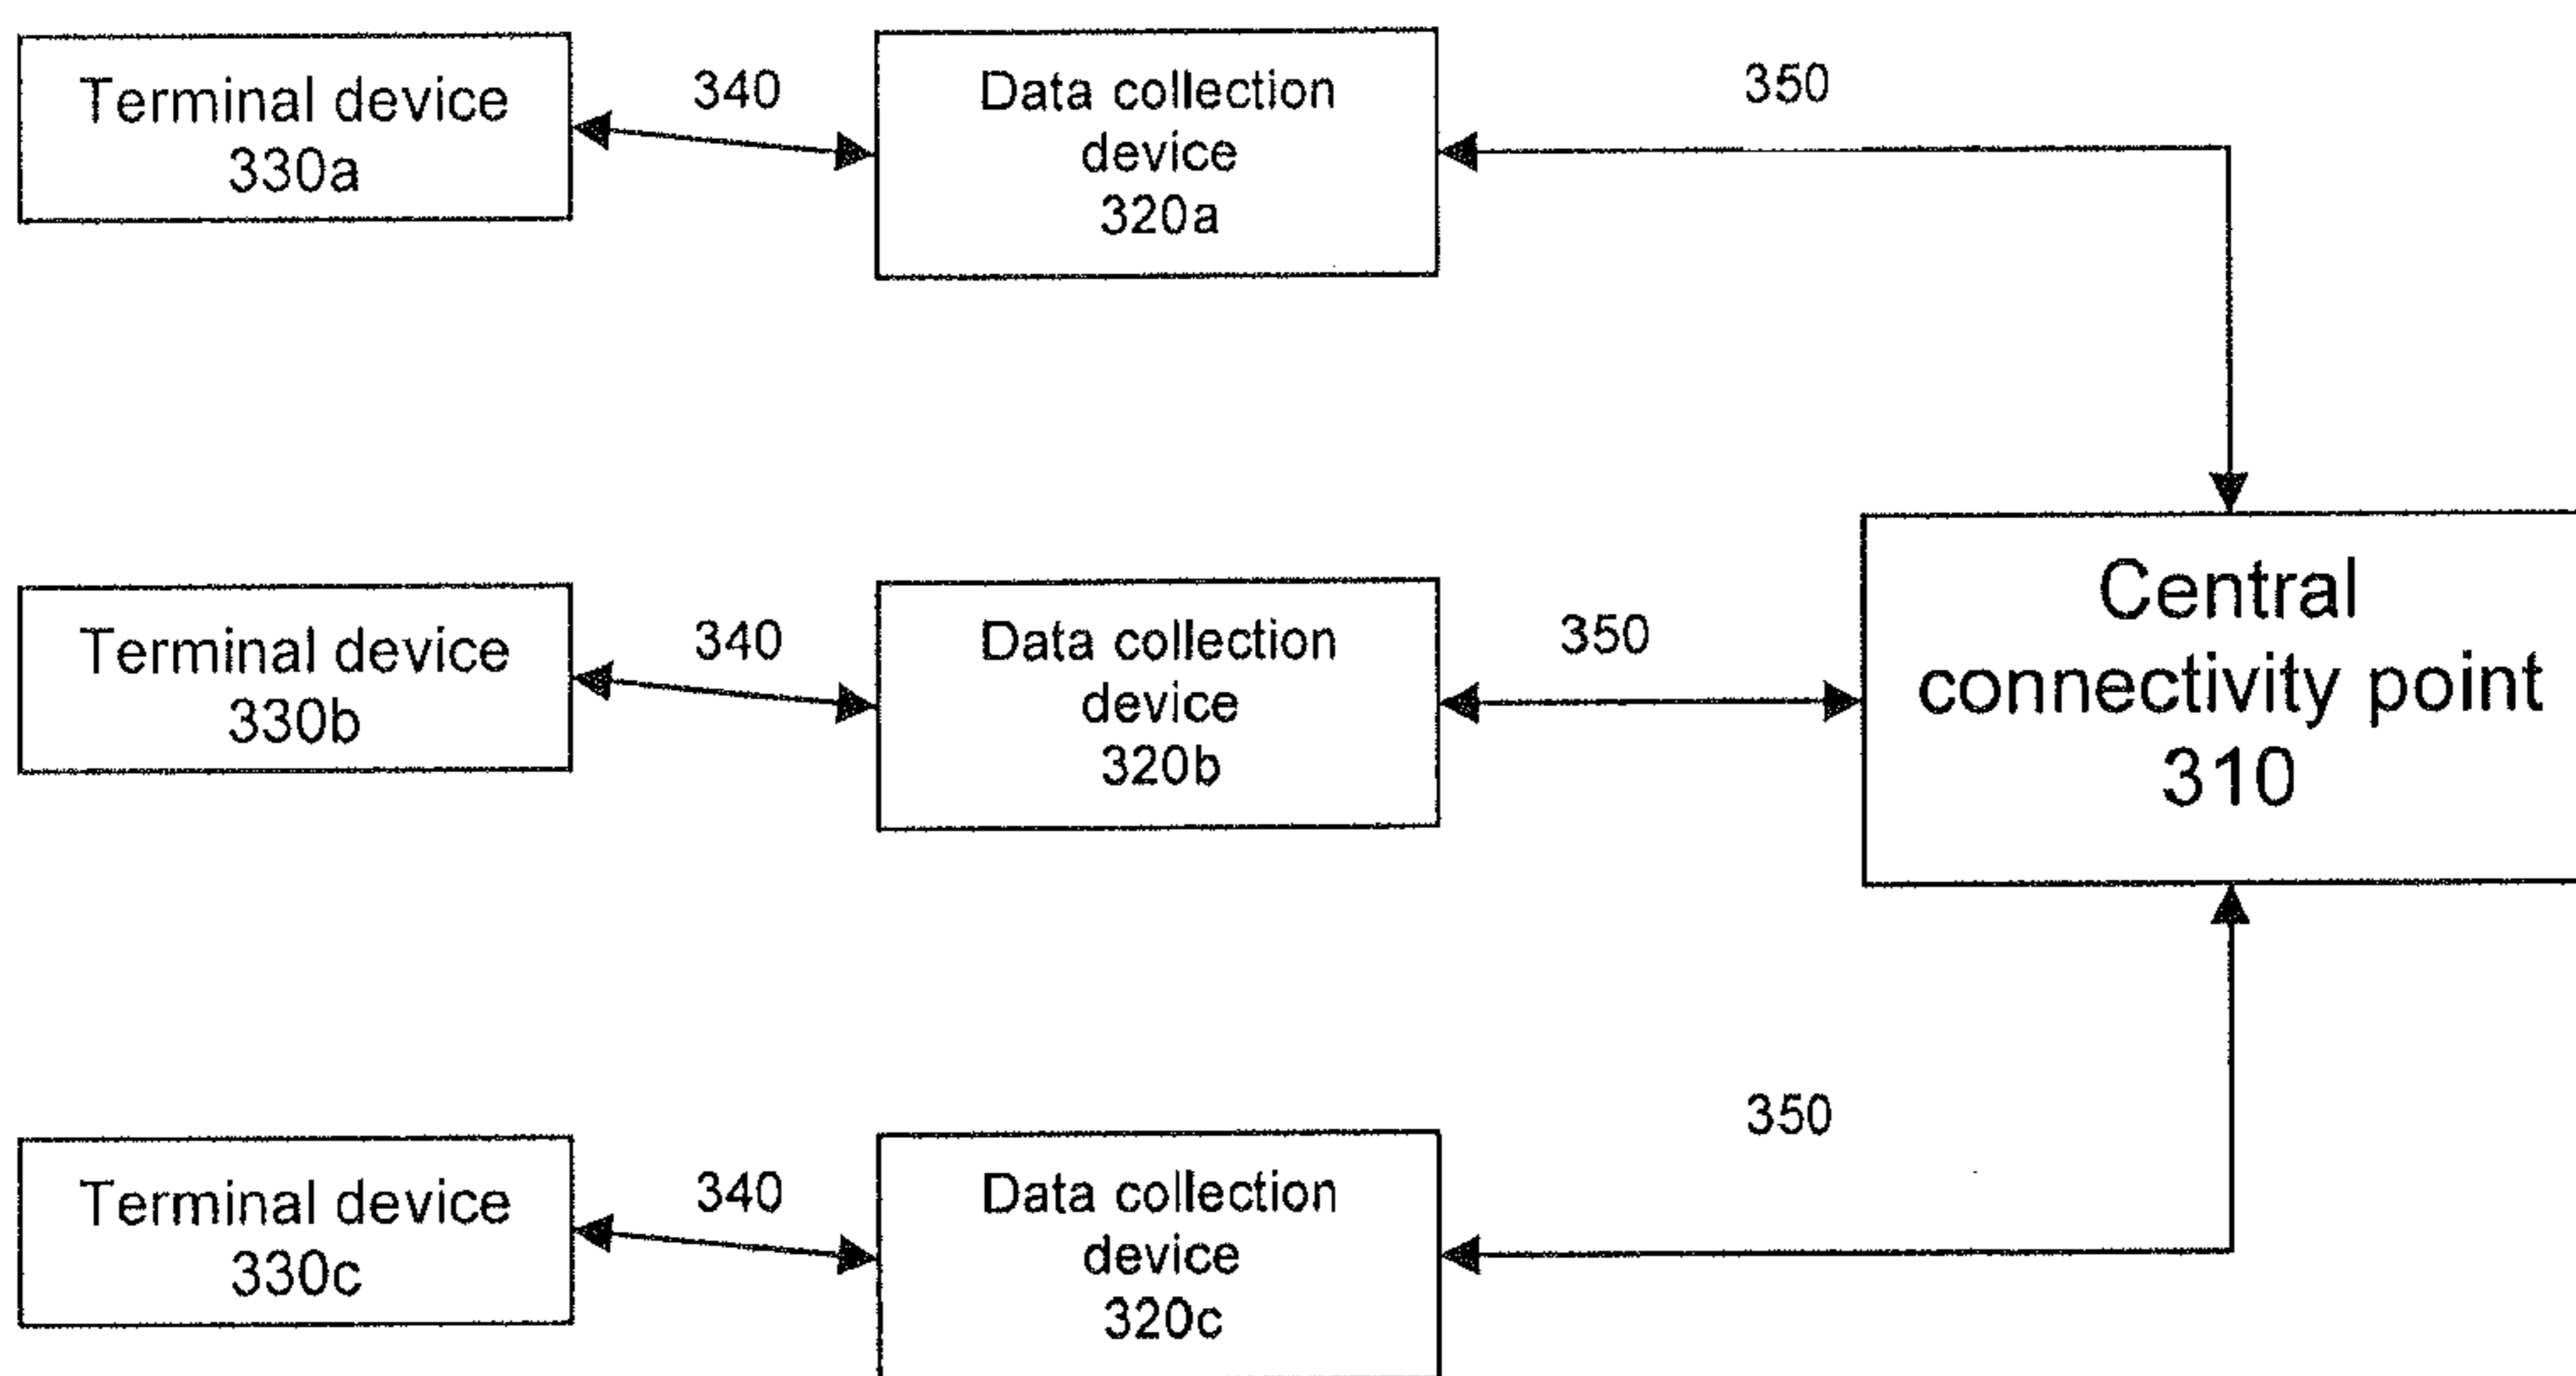 Terminal device
330a
340
Data collection
device
320a
350
Terminal device
330b
340
Data collection
device
320b
350
Central
connectivity point
310
Terminal device
330c
340
Data collection
device
320c
350